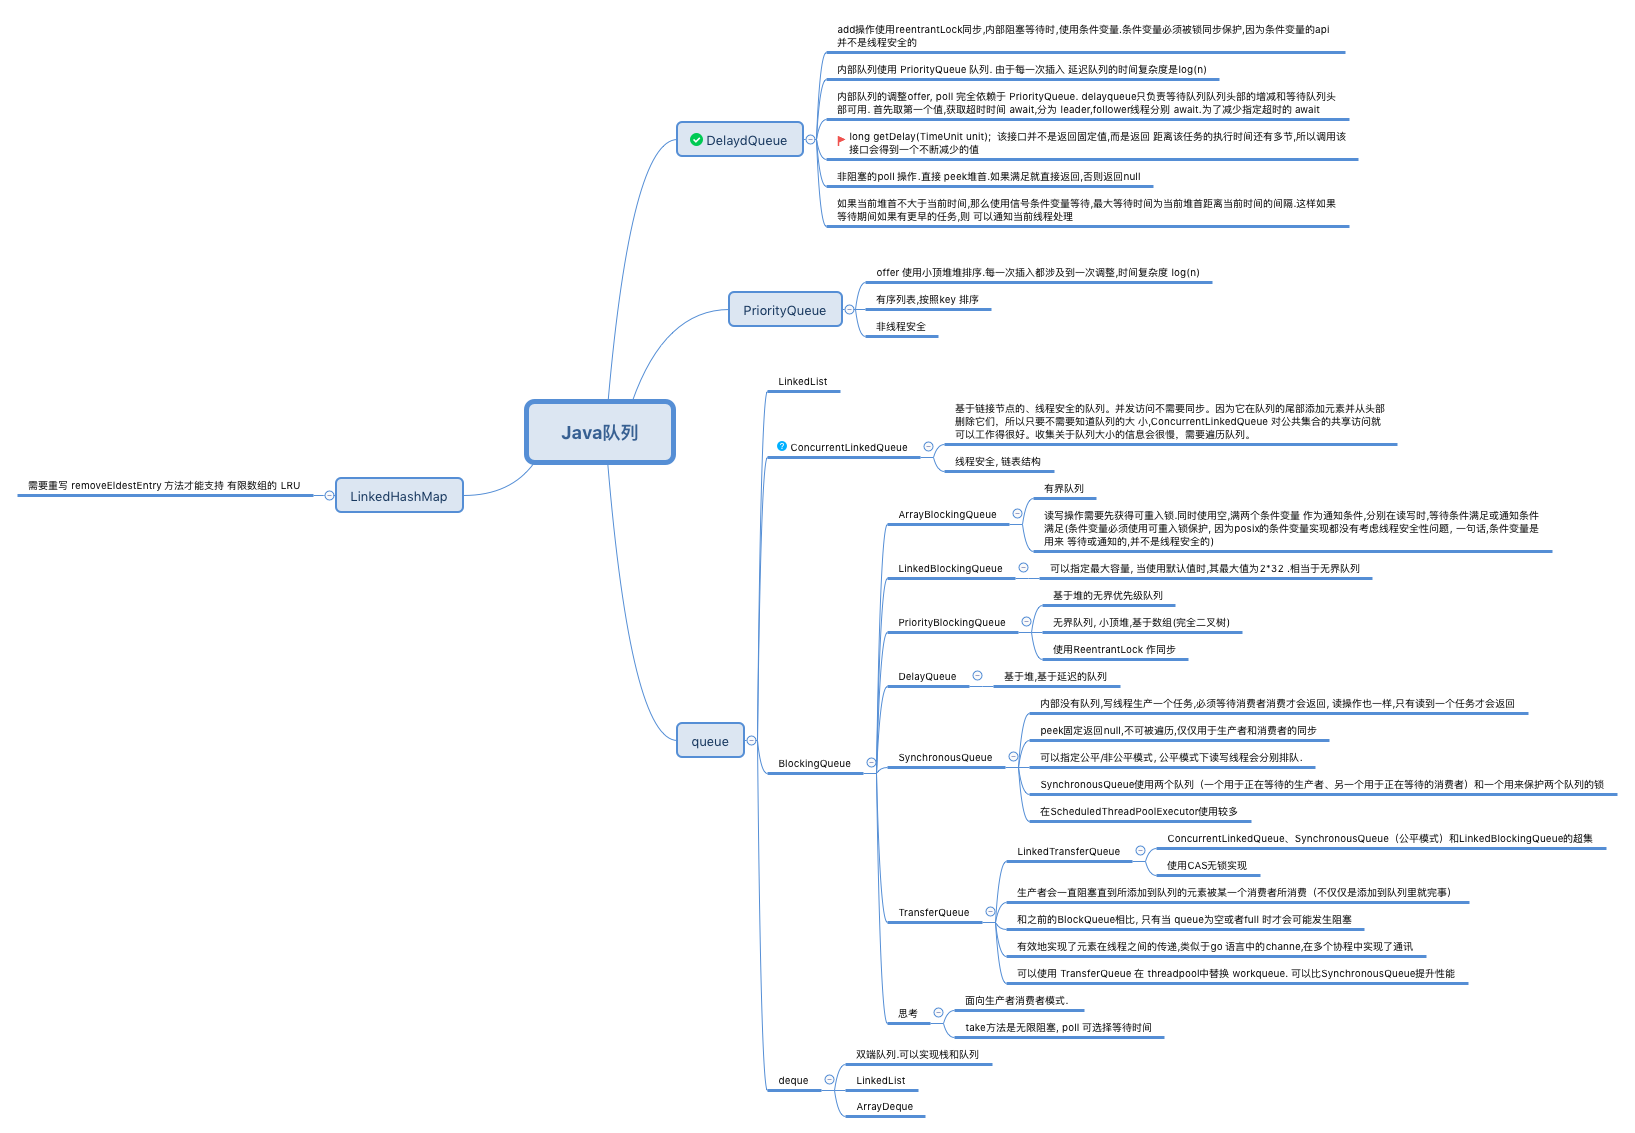 add操作使用reentrantLock同步,内部阻塞等待时,使用条件变量.条件变量必须被锁同步保护,因为条件变量的api
并不是线程安全的
内部队列使用 PriorityQueue 队列. 由于每一次插入 延迟队列的时间复杂度是log(n)
内部队列的调整offer, poll 完全依赖于 PriorityQueue. delayqueue只负责等待队列队列头部的增减和等待队列头
部可用. 首先取第一个值,获取超时时间 await,分为 leader,follower线程分别 await.为了减少指定超时的 await
DelaydQueue
long getDelay(TimeUnit unit);  该接口并不是返回固定值,而是返回 距离该任务的执行时间还有多节,所以调用该
接口会得到一个不断减少的值
非阻塞的poll 操作.直接 peek堆首.如果满足就直接返回,否则返回null
如果当前堆首不大于当前时间,那么使用信号条件变量等待,最大等待时间为当前堆首距离当前时间的间隔.这样如果
等待期间如果有更早的任务,则 可以通知当前线程处理
offer 使用小顶堆堆排序.每一次插入都涉及到一次调整,时间复杂度 log(n)
PriorityQueue
有序列表,按照key 排序
非线程安全
Java队列
需要重写 removeEldestEntry 方法才能支持 有限数组的 LRU
LinkedHashMap
queue
LinkedList
ConcurrentLinkedQueue
基于链接节点的、线程安全的队列。并发访问不需要同步。因为它在队列的尾部添加元素并从头部
删除它们，所以只要不需要知道队列的大 小,ConcurrentLinkedQueue 对公共集合的共享访问就
可以工作得很好。收集关于队列大小的信息会很慢，需要遍历队列。
线程安全, 链表结构
BlockingQueue
ArrayBlockingQueue
有界队列
读写操作需要先获得可重入锁.同时使用空,满两个条件变量 作为通知条件,分别在读写时,等待条件满足或通知条件
满足(条件变量必须使用可重入锁保护, 因为posix的条件变量实现都没有考虑线程安全性问题, 一句话,条件变量是
用来 等待或通知的,并不是线程安全的)
LinkedBlockingQueue
可以指定最大容量, 当使用默认值时,其最大值为2*32 .相当于无界队列
PriorityBlockingQueue
基于堆的无界优先级队列
无界队列, 小顶堆,基于数组(完全二叉树)
使用ReentrantLock 作同步
DelayQueue
基于堆,基于延迟的队列
SynchronousQueue
内部没有队列,写线程生产一个任务,必须等待消费者消费才会返回, 读操作也一样,只有读到一个任务才会返回
peek固定返回null,不可被遍历,仅仅用于生产者和消费者的同步
可以指定公平/非公平模式, 公平模式下读写线程会分别排队.
SynchronousQueue使用两个队列（一个用于正在等待的生产者、另一个用于正在等待的消费者）和一个用来保护两个队列的锁
在ScheduledThreadPoolExecutor使用较多
TransferQueue
LinkedTransferQueue
ConcurrentLinkedQueue、SynchronousQueue（公平模式）和LinkedBlockingQueue的超集
使用CAS无锁实现
生产者会一直阻塞直到所添加到队列的元素被某一个消费者所消费（不仅仅是添加到队列里就完事）
和之前的BlockQueue相比, 只有当 queue为空或者full 时才会可能发生阻塞
有效地实现了元素在线程之间的传递,类似于go 语言中的channe,在多个协程中实现了通讯
可以使用 TransferQueue 在 threadpool中替换 workqueue. 可以比SynchronousQueue提升性能
思考
面向生产者消费者模式.
take方法是无限阻塞, poll 可选择等待时间
deque
双端队列.可以实现栈和队列
LinkedList
ArrayDeque